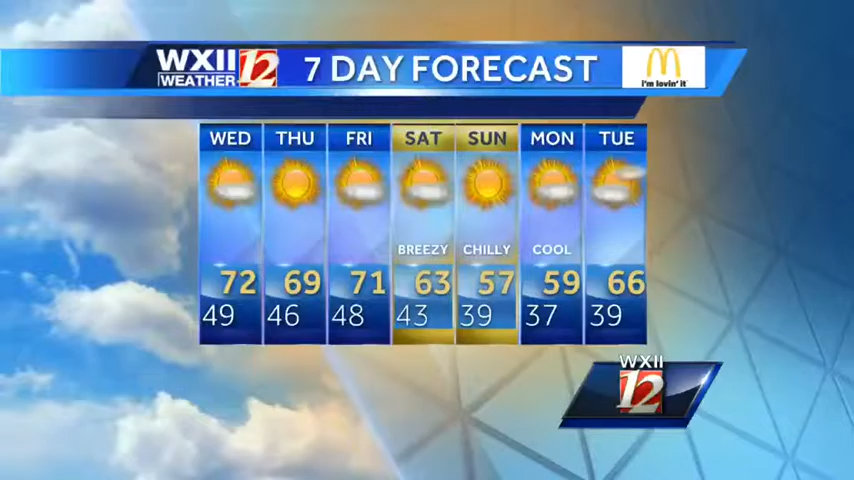 WXII 12
WEATHER
7 DAY FORECAST
i'm lovin' it
WED THU FRI SAT SUN MON TUE
BREEZY CHILLY COOL
72 69 71 63 57 59 66
49 46 48 43 39 37 39
WXII
12